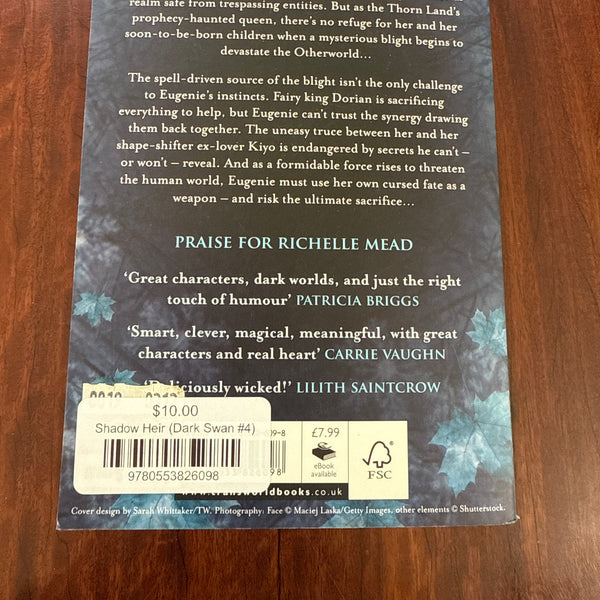 realm safe from trespassing entities. But as the Thorn Land's
prophecy-haunted queen, there's no refuge for her and her
soon-to-be-born children when a mysterious blight begins to
devastate the Otherworld...
The spell-driven source of the blight isn't the only challenge
to Eugenie's instincts. Fairy king Dorian is sacrificing
everything to help, but Eugenie can't trust the synergy drawing
them back together. The uneasy truce between her and her
shape-shifter ex-lover Kiyo is endangered by secrets he can't –
or won't – reveal. And as a formidable force rises to threaten
the human world, Eugenie must use her own cursed fate as a
weapon – and risk the ultimate sacrifice...
PRAISE FOR RICHELLE MEAD
'Great characters, dark worlds, and just the right
touch of humour' PATRICIA BRIGGS
'Smart, clever, magical, meaningful, with great
characters and real heart' CARRIE VAUGHN
wicked!' LILITH SAINTCROW
$10.00
Shadow Heir (Dark Swan #4)
9780553826098
09-8
£7.99
eBook
available
FSC
www.transworldbooks.co.uk
Cover design by Sarah Whittaker/TW. Photography: Face © Maciej Laska/Getty Images, other elements © Shutterstock.